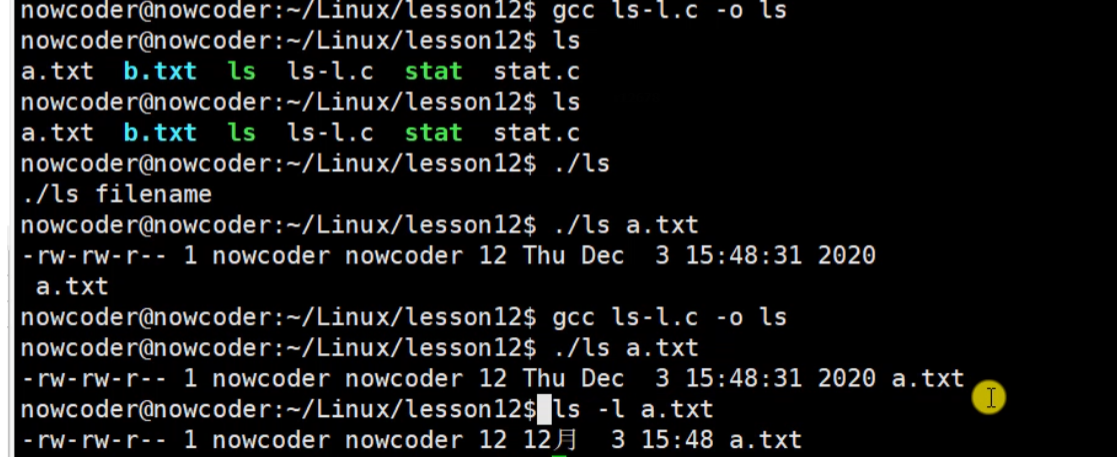 nowcoder@nowcoder:~/Linux/lesson12$ gcc ls-l.c -o ls
nowcoder@nowcoder:~/Linux/lesson12$ ls
a.txt  b.txt  ls  ls-l.c  stat  stat.c
nowcoder@nowcoder:~/Linux/lesson12$ ls
a.txt  b.txt  ls  ls-l.c  stat  stat.c
nowcoder@nowcoder:~/Linux/lesson12$ ./ls
./ls filename
nowcoder@nowcoder:~/Linux/lesson12$ ./ls a.txt
-rw-rw-r-- 1 nowcoder nowcoder 12 Thu Dec  3 15:48:31 2020
 a.txt
nowcoder@nowcoder:~/Linux/lesson12$ gcc ls-l.c -o ls
nowcoder@nowcoder:~/Linux/lesson12$ ./ls a.txt
-rw-rw-r-- 1 nowcoder nowcoder 12 Thu Dec  3 15:48:31 2020 a.txt
nowcoder@nowcoder:~/Linux/lesson12$ ls -l a.txt
-rw-rw-r-- 1 nowcoder nowcoder 12 12月  3 15:48 a.txt